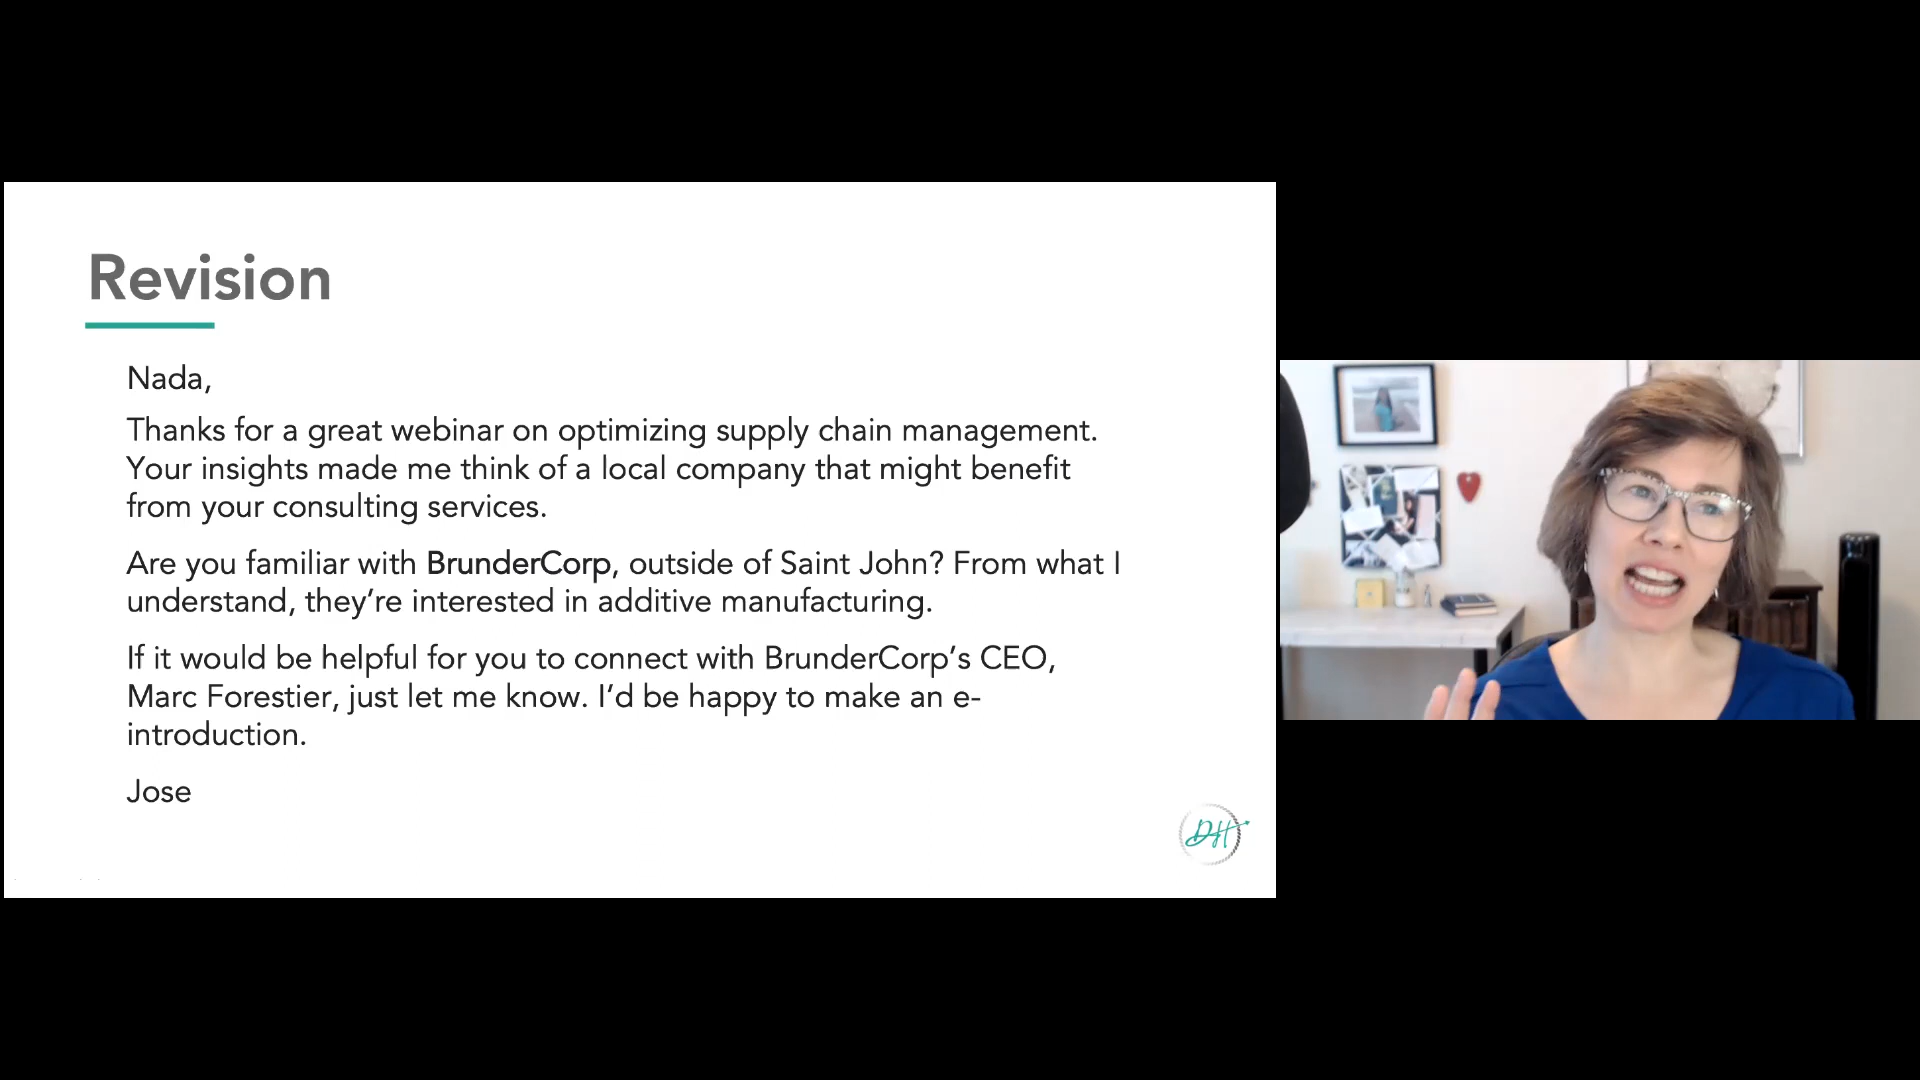 Revision
Nada,
Thanks for a great webinar on optimizing supply chain management.
Your insights made me think of a local company that might benefit
from your consulting services.
Are you familiar with BrunderCorp, outside of Saint John? From what I
understand, they’re interested in additive manufacturing.
If it would be helpful for you to connect with BrunderCorp’s CEO,
Marc Forestier, just let me know. I’d be happy to make an e-
introduction.
Jose
DH